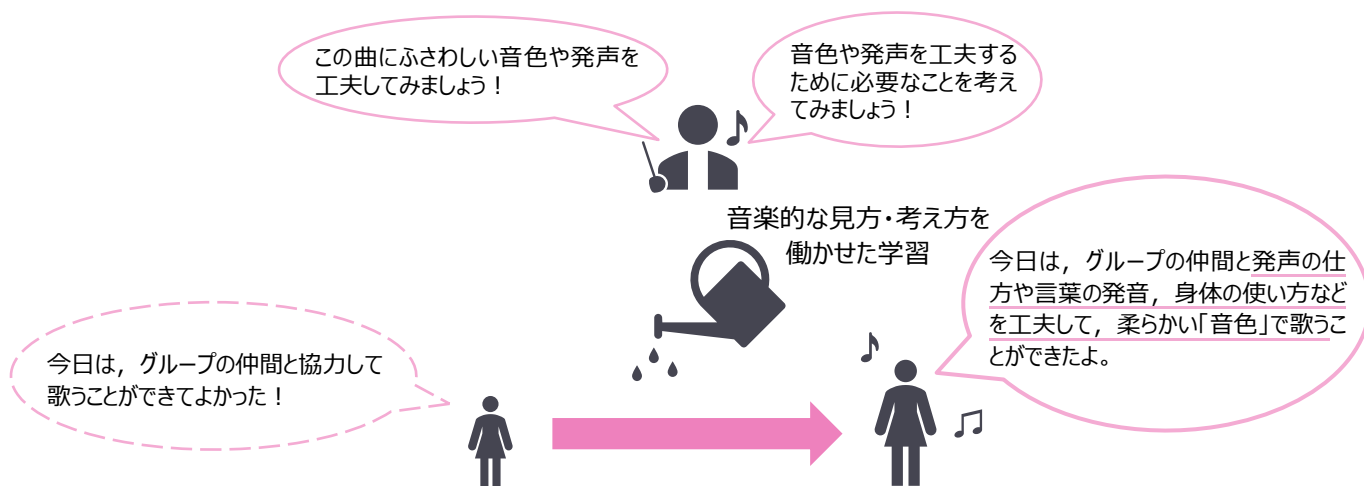 この曲にふさわしい音色や発声を
工夫してみましょう！
音色や発声を工夫する
ために必要なことを考え
てみましょう！
音楽的な見方・考え方を
働かせた学習
今日は，グループの仲間と協力して
歌うことができてよかった！
今日は，グループの仲間と発声の仕
方や言葉の発音，身体の使い方など
を工夫して，柔らかい「音色」で歌うこ
とができたよ。